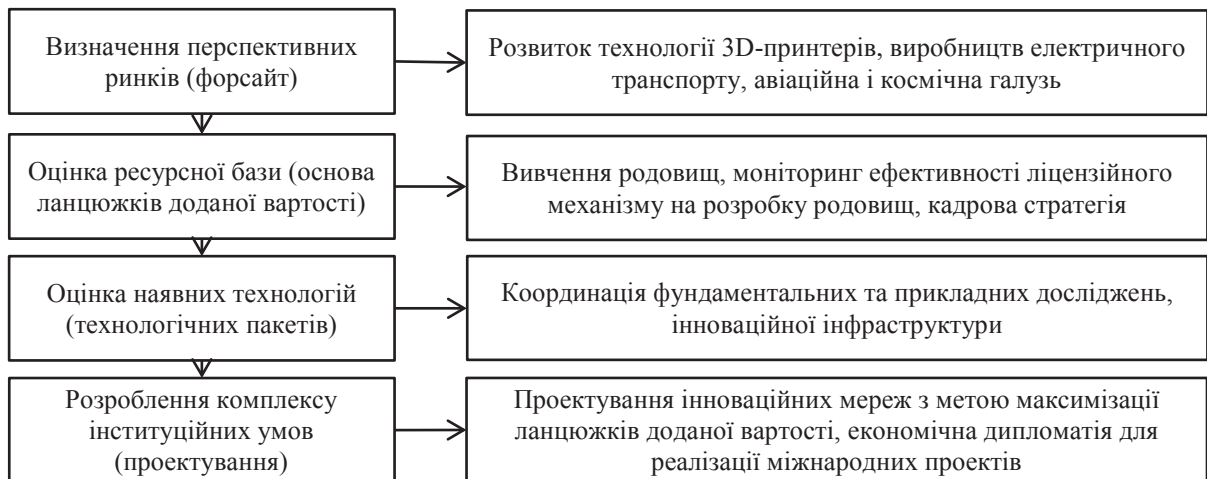 Визначення перспективних
ринків (форсайт)
Розвиток технології 3D-принтерів, виробництв електричного
транспорту, авіаційна і космічна галузь
Оцінка ресурсної бази (основа
ланцюжків доданої вартості)
Вивчення родовищ, моніторинг ефективності ліцензійного
механізму на розробку родовищ, кадрова стратегія
Оцінка наявних технологій
(технологічних пакетів)
Координація фундаментальних та прикладних досліджень,
інноваційної інфраструктури
Розроблення комплексу
інституційних умов
(проектування)
Проектування інноваційних мереж з метою максимізації
ланцюжків доданої вартості, економічна дипломатія для
реалізації міжнародних проектів